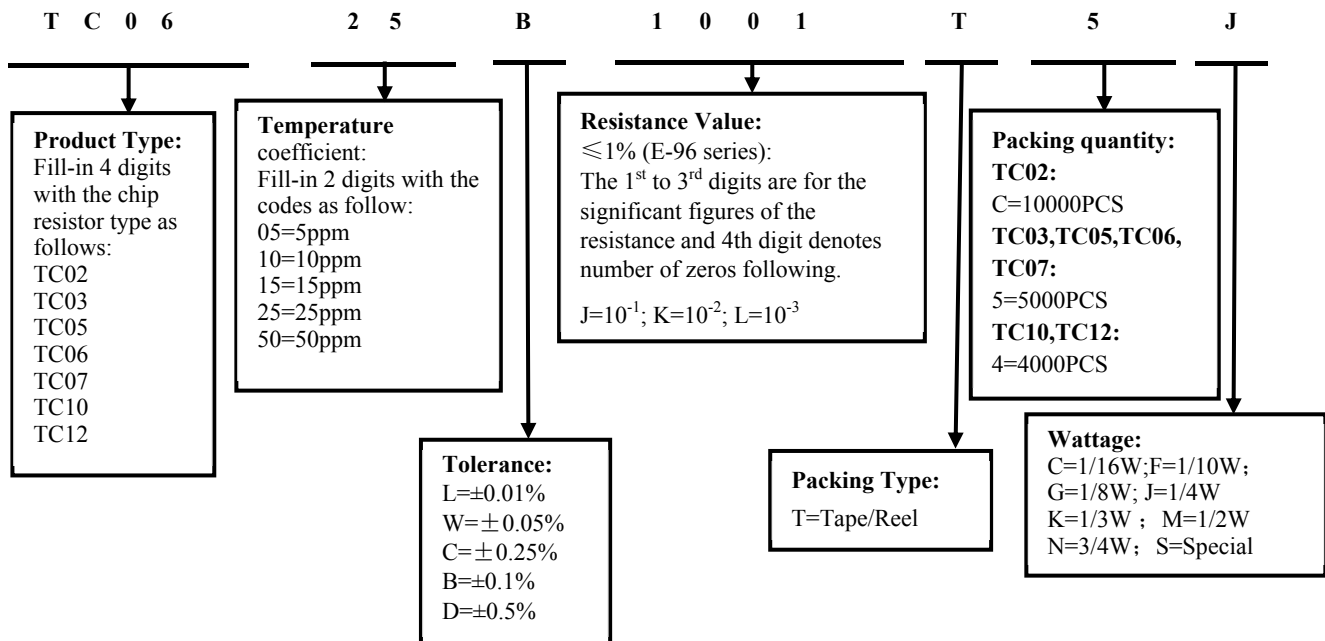 T C 0 6 2 5 B 1 0 0 1 T 5 J
Product Type:
Fill-in 4 digits
with the chip
resistor type as
follows:
TC02
TC03
TC05
TC06
TC07
TC10
TC12
Temperature
coefficient:
Fill-in 2 digits with the
codes as follow:
05=5ppm
10=10ppm
15=15ppm
25=25ppm
50=50ppm
Tolerance:
L=±0.01%
W=±0.05%
C=±0.25%
B=±0.1%
D=±0.5%
Resistance Value:
≦1% (E-96 series):
The 1st to 3rd digits are for the
significant figures of the
resistance and 4th digit denotes
number of zeros following.
J=10-1; K=10-2; L=10-3
Packing Type:
T=Tape/Reel
Packing quantity:
TC02:
C=10000PCS
TC03,TC05,TC06,
TC07:
5=5000PCS
TC10,TC12:
4=4000PCS
Wattage:
C=1/16W;F=1/10W；
G=1/8W; J=1/4W
K=1/3W ；M=1/2W
N=3/4W；S=Special